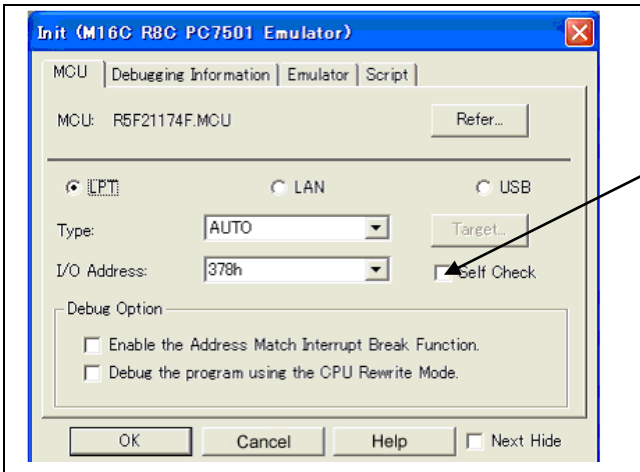 Init (M16C R8C PC7501 Emulator)
MCU Debugging Information Emulator Script
MCU: R5F21174F.MCU Refer...
LPT LAN USB
Type: AUTO Target...
I/O Address: 378h Self Check
Debug Option
Enable the Address Match Interrupt Break Function.
Debug the program using the CPU Rewrite Mode.
OK Cancel Help Next Hide